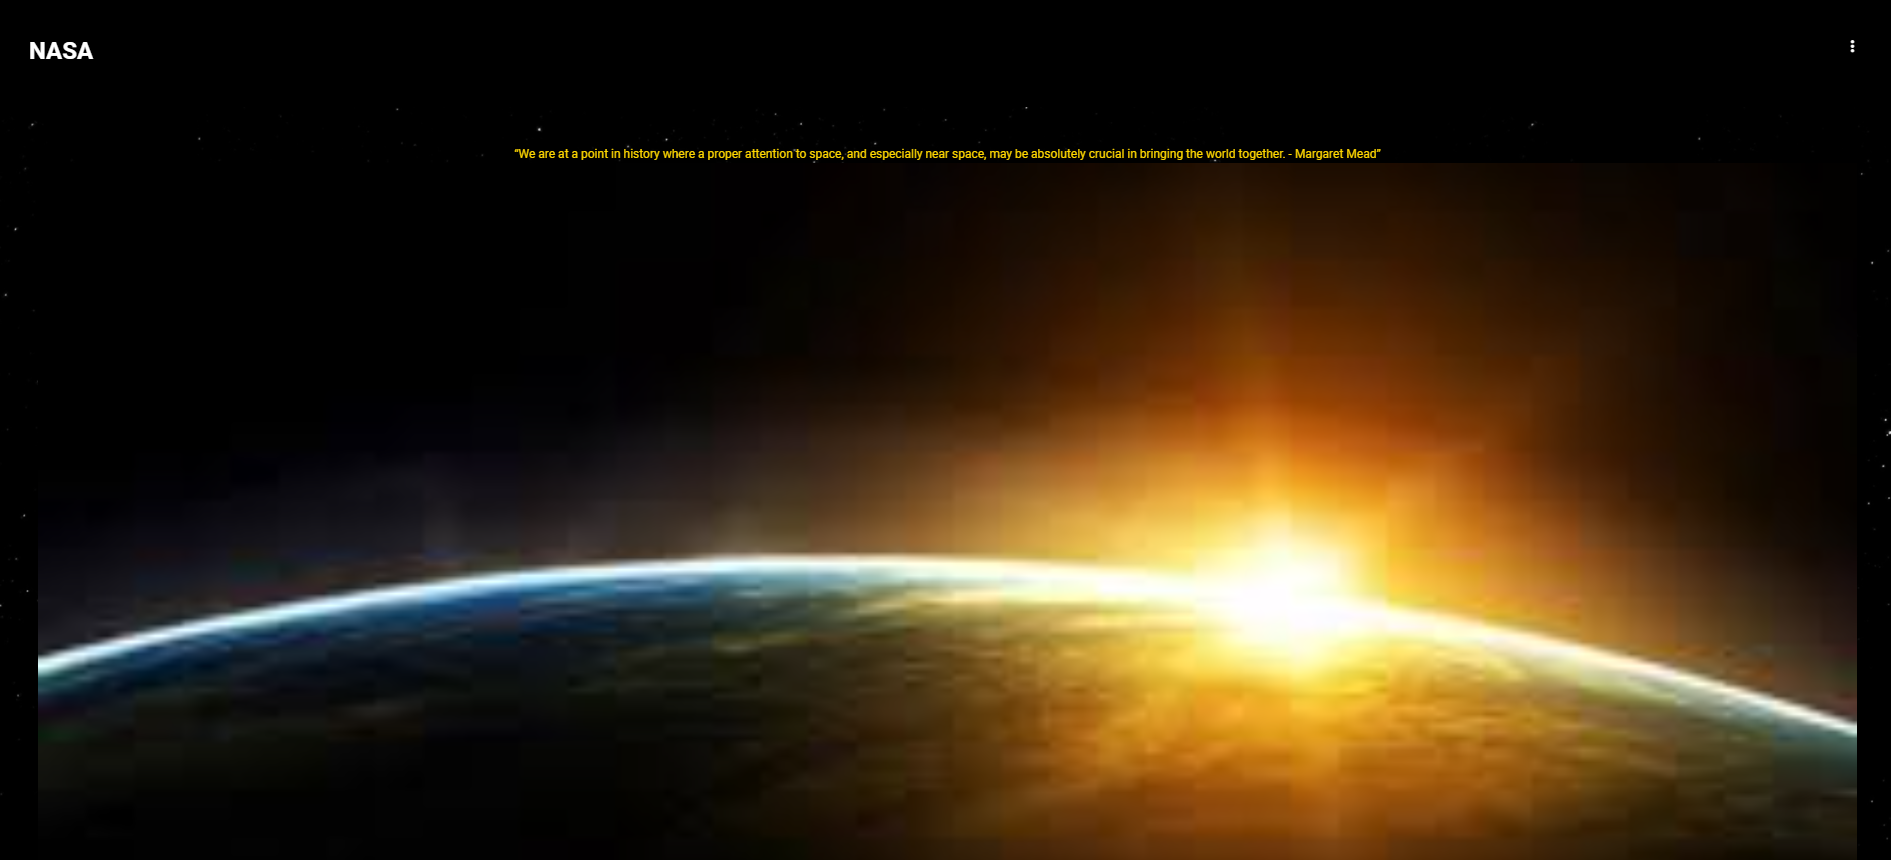 NASA
“We are at a point in history where a proper attention to space, and especially near space, may be absolutely crucial in bringing the world together. - Margaret Mead”